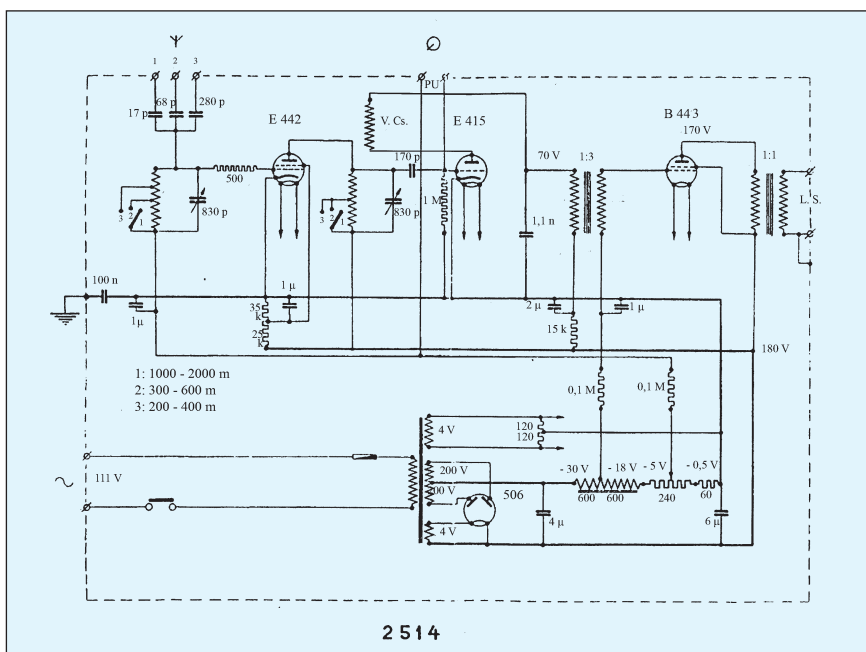 1 2 3
PU
17 p 68 p 280 p
E 442
V. Cs.
E 415
B 443
170 V
500
170 p
70 V
1:3
1:1
830 p
830 p
1 M
L. S.
3 2 1
3 2 1
1,1 n
100 n
1µ
1 µ
35 k
25 k
2 µ
1 µ
15 k
180 V
1: 1000 - 2000 m
2: 300 - 600 m
3: 200 - 400 m
0,1 M
0,1 M
4 V
120
120
111 V
200 V
200 V
506
- 30 V - 18 V - 5 V - 0,5 V
600 600 240 60
4 V
4 µ
6 µ
2514